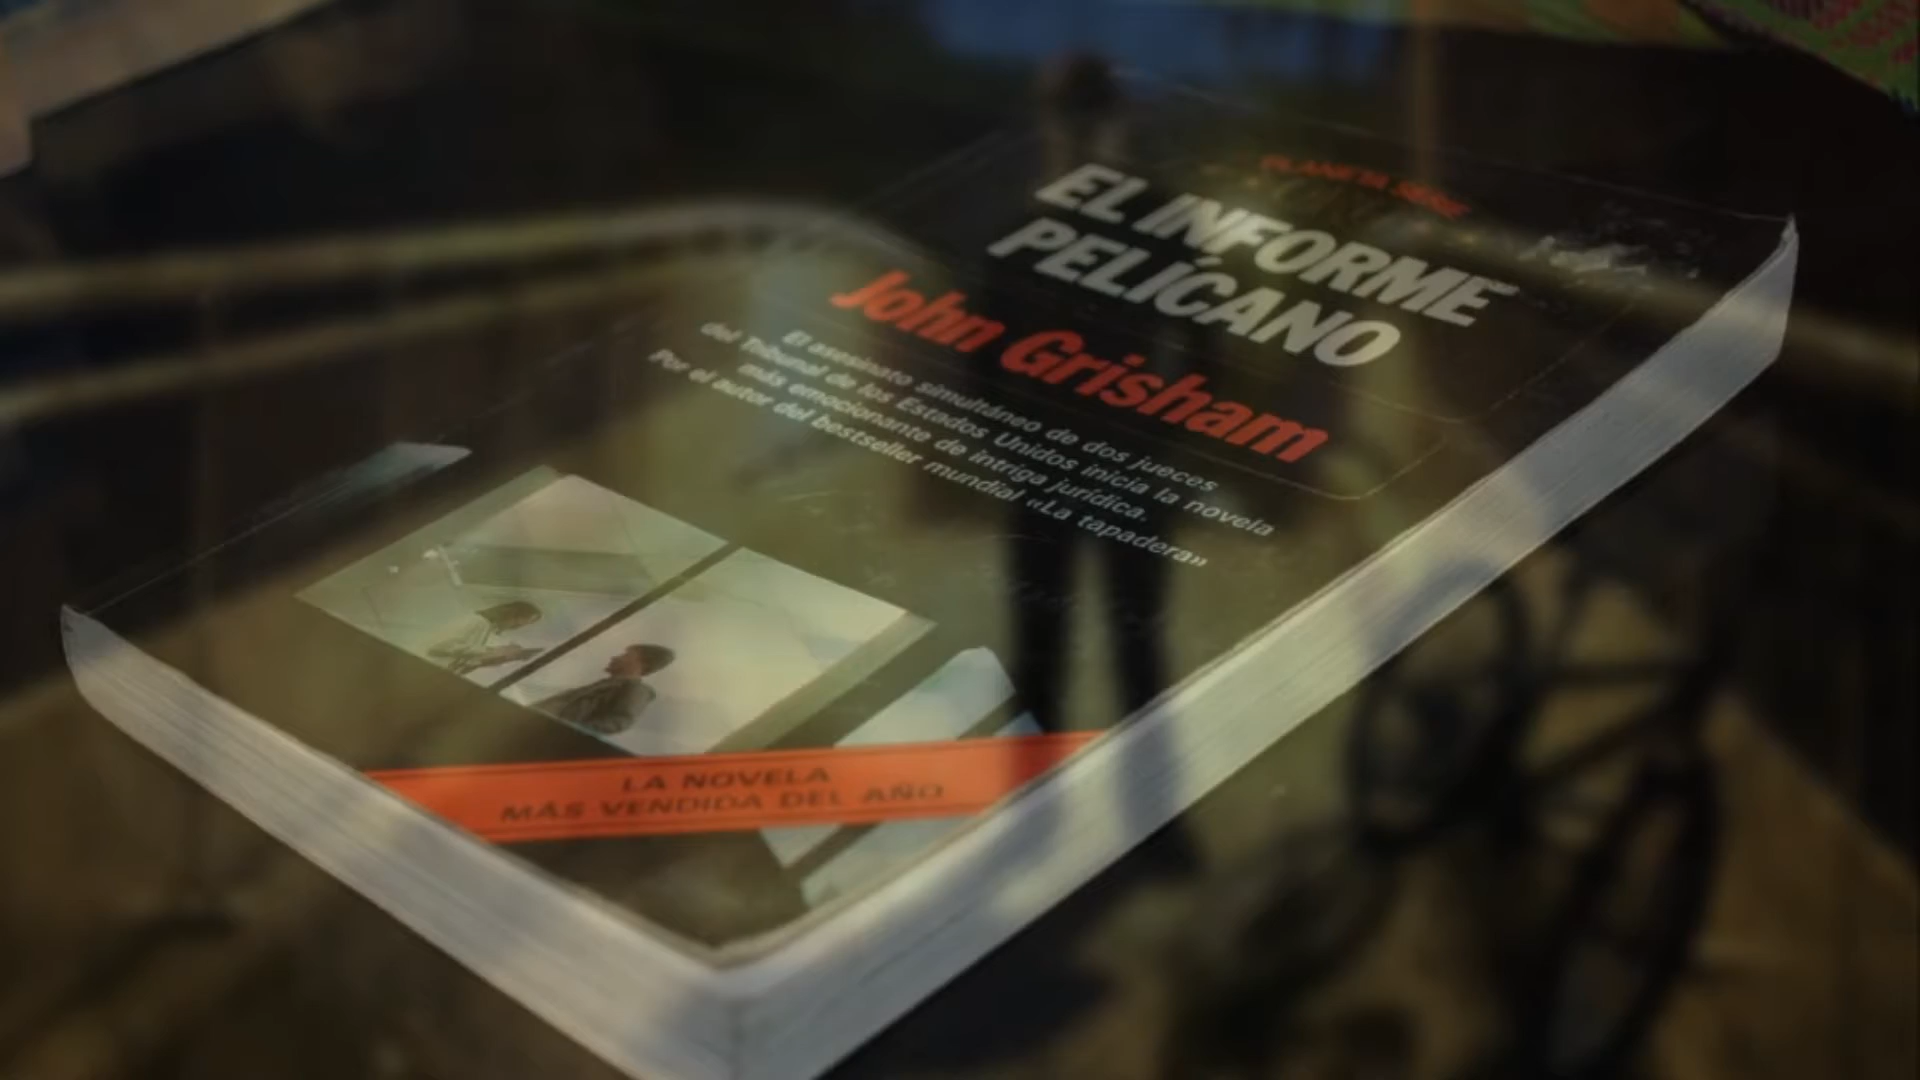 PLANETA SERIE
EL INFORME
PELÍCANO
John Grisham
El asesinato simultáneo de dos jueces
del Tribunal de los Estados Unidos inicia la novela
más emocionante de intriga jurídica.
Por el autor del bestseller mundial «La tapadera»
LA NOVELA
MÁS VENDIDA DEL AÑO